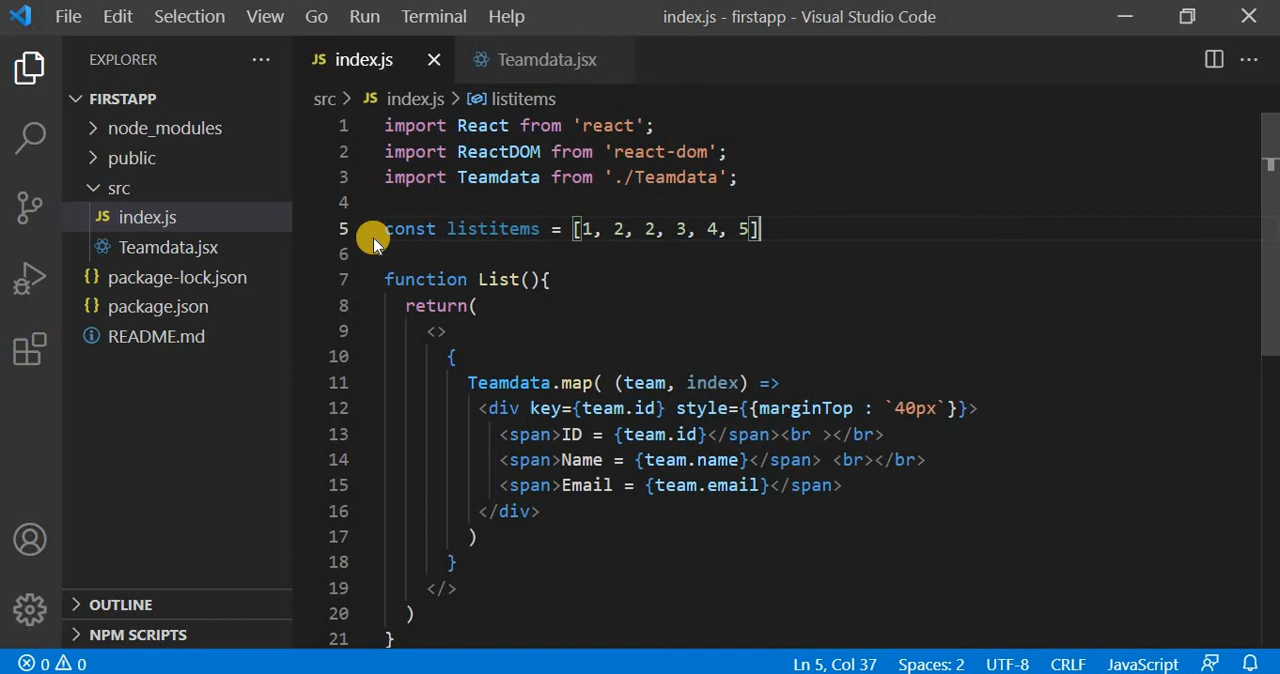 File Edit Selection View Go Run Terminal Help index.js - firstapp - Visual Studio Code
EXPLORER ··· JS index.js Teamdata.jsx ···
FIRSTAPP
node_modules
public
src
JS index.js
Teamdata.jsx
{} package-lock.json
{} package.json
README.md
OUTLINE
NPM SCRIPTS
src > JS index.js > listitems
1 import React from 'react';
2 import ReactDOM from 'react-dom';
3 import Teamdata from './Teamdata';
4
5 const listitems = [1, 2, 2, 3, 4, 5]
6
7 function List(){
8 return(
9 <>
10 {
11 Teamdata.map( (team, index) =>
12 <div key={team.id} style={{marginTop : `40px`}}>
13 <span>ID = {team.id}</span><br ></br>
14 <span>Name = {team.name}</span> <br></br>
15 <span>Email = {team.email}</span>
16 </div>
17 )
18 }
19 </>
20 )
21 }
0 0 Ln 5, Col 37 Spaces: 2 UTF-8 CRLF JavaScript